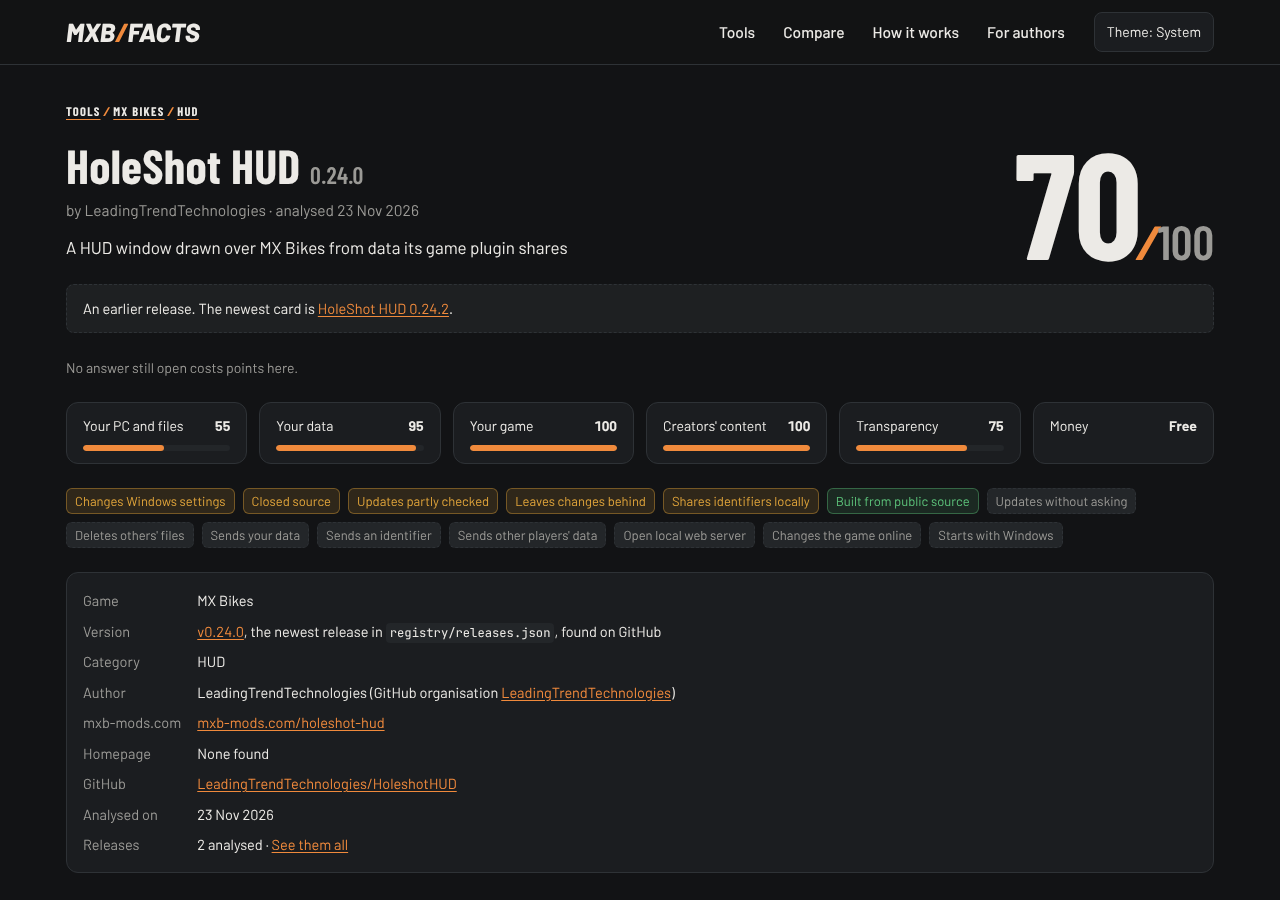 MXB/FACTS
Tools
Compare
How it works
For authors
Theme: System
TOOLS / MX BIKES / HUD
HoleShot HUD 0.24.0
by LeadingTrendTechnologies · analysed 23 Nov 2026
A HUD window drawn over MX Bikes from data its game plugin shares
70/100
An earlier release. The newest card is HoleShot HUD 0.24.2.
No answer still open costs points here.
Your PC and files 55
Your data 95
Your game 100
Creators' content 100
Transparency 75
Money Free
Changes Windows settings
Closed source
Updates partly checked
Leaves changes behind
Shares identifiers locally
Built from public source
Updates without asking
Deletes others' files
Sends your data
Sends an identifier
Sends other players' data
Open local web server
Changes the game online
Starts with Windows
Game MX Bikes
Version v0.24.0, the newest release in registry/releases.json, found on GitHub
Category HUD
Author LeadingTrendTechnologies (GitHub organisation LeadingTrendTechnologies)
mxb-mods.com mxb-mods.com/holeshot-hud
Homepage None found
GitHub LeadingTrendTechnologies/HoleshotHUD
Analysed on 23 Nov 2026
Releases 2 analysed · See them all